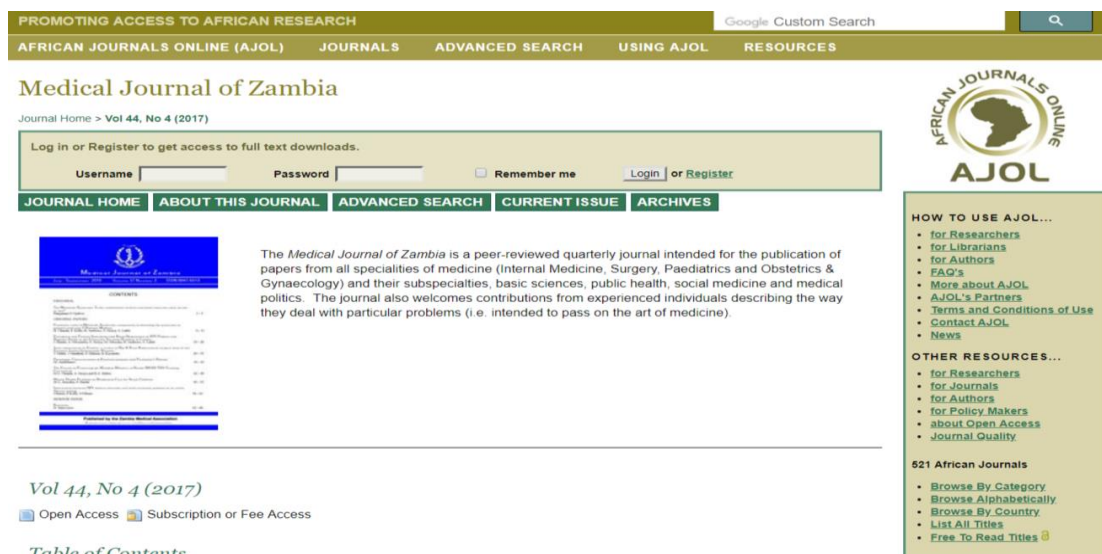 PROMOTING ACCESS TO AFRICAN RESEARCH
Google Custom Search
AFRICAN JOURNALS ONLINE (AJOL) JOURNALS ADVANCED SEARCH USING AJOL RESOURCES
Medical Journal of Zambia
Journal Home > Vol 44, No 4 (2017)
Log in or Register to get access to full text downloads.
Username Password Remember me Login or Register
JOURNAL HOME ABOUT THIS JOURNAL ADVANCED SEARCH CURRENT ISSUE ARCHIVES
Medical Journal of Zambia
CONTENTS
Published by the Zambia Medical Association
The Medical Journal of Zambia is a peer-reviewed quarterly journal intended for the publication of
papers from all specialities of medicine (Internal Medicine, Surgery, Paediatrics and Obstetrics &
Gynaecology) and their subspecialties, basic sciences, public health, social medicine and medical
politics. The journal also welcomes contributions from experienced individuals describing the way
they deal with particular problems (i.e. intended to pass on the art of medicine).
Vol 44, No 4 (2017)
Open Access Subscription or Fee Access
Table of Contents
AFRICAN JOURNALS ONLINE
AJOL
HOW TO USE AJOL...
for Researchers
for Librarians
for Authors
FAQ's
More about AJOL
AJOL's Partners
Terms and Conditions of Use
Contact AJOL
News
OTHER RESOURCES...
for Researchers
for Journals
for Authors
for Policy Makers
about Open Access
Journal Quality
521 African Journals
Browse By Category
Browse Alphabetically
Browse By Country
List All Titles
Free To Read Titles